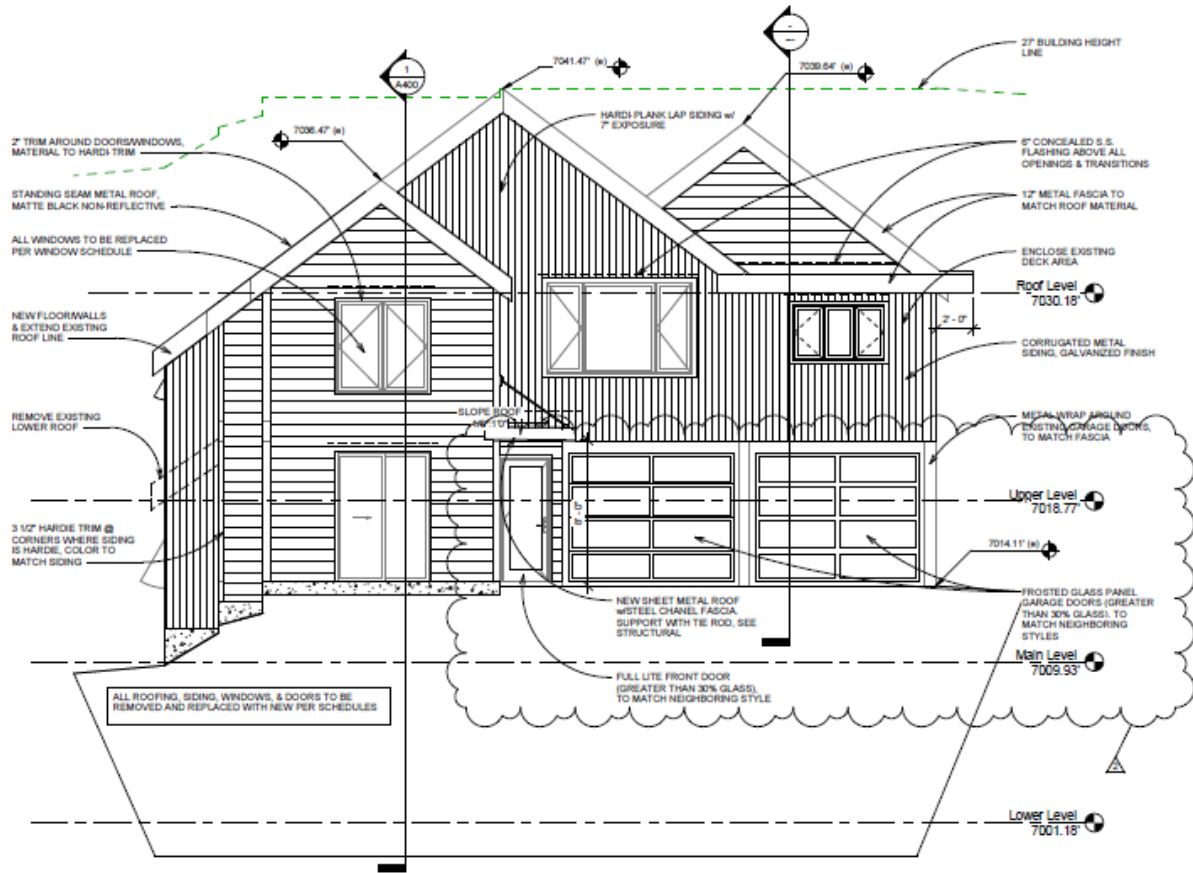 27' BUILDING HEIGHT
LINE
7041.47' (e)
7039.64' (e)
1
A400
HARDI-PLANK LAP SIDING w/
7" EXPOSURE
7036.47' (e)
2" TRIM AROUND DOORS/WINDOWS,
MATERIAL TO HARDI-TRIM
6" CONCEALED S.S.
FLASHING ABOVE ALL
OPENINGS & TRANSITIONS
STANDING SEAM METAL ROOF,
MATTE BLACK NON-REFLECTIVE
12" METAL FASCIA TO
MATCH ROOF MATERIAL
ALL WINDOWS TO BE REPLACED
PER WINDOW SCHEDULE
ENCLOSE EXISTING
DECK AREA
Roof Level
7030.18'
NEW FLOOR/WALLS
& EXTEND EXISTING
ROOF LINE
2' - 0"
CORRUGATED METAL
SIDING, GALVANIZED FINISH
REMOVE EXISTING
LOWER ROOF
SLOPE ROOF
METAL WRAP AROUND
EXISTING GARAGE DOORS,
TO MATCH FASCIA
Upper Level
7018.77'
8' - 0"
3 1/2" HARDIE TRIM @
CORNERS WHERE SIDING
IS HARDIE, COLOR TO
MATCH SIDING
7014.11' (e)
NEW SHEET METAL ROOF
w/STEEL CHANEL FASCIA.
SUPPORT WITH TIE ROD, SEE
STRUCTURAL
FROSTED GLASS PANEL
GARAGE DOORS (GREATER
THAN 30% GLASS), TO
MATCH NEIGHBORING
STYLES
Main Level
7009.93'
FULL LITE FRONT DOOR
(GREATER THAN 30% GLASS),
TO MATCH NEIGHBORING STYLE
ALL ROOFING, SIDING, WINDOWS, & DOORS TO BE
REMOVED AND REPLACED WITH NEW PER SCHEDULES
2
Lower Level
7001.18'